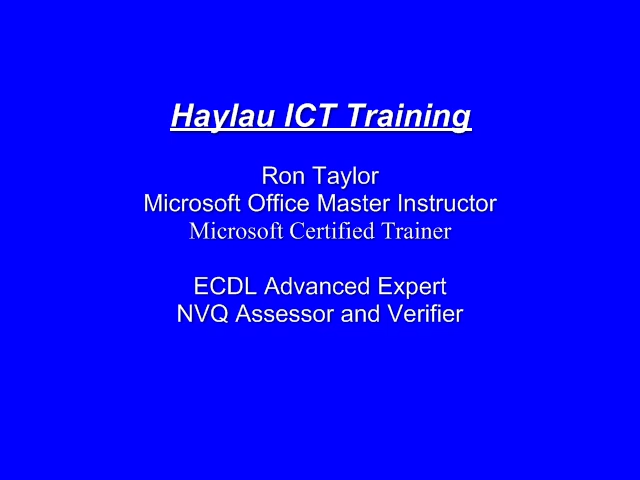 Haylau ICT Training
Ron Taylor
Microsoft Office Master Instructor
Microsoft Certified Trainer
ECDL Advanced Expert
NVQ Assessor and Verifier